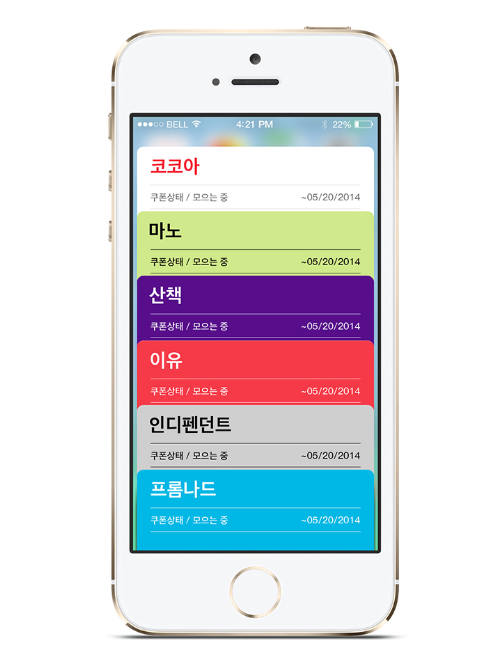 BELL 4:21 PM 22%
코코아
쿠폰상태 / 모으는 중 ~05/20/2014
마노
쿠폰상태 / 모으는 중 ~05/20/2014
산책
쿠폰상태 / 모으는 중 ~05/20/2014
이유
쿠폰상태 / 모으는 중 ~05/20/2014
인디펜던트
쿠폰상태 / 모으는 중 ~05/20/2014
프롬나드
쿠폰상태 / 모으는 중 ~05/20/2014